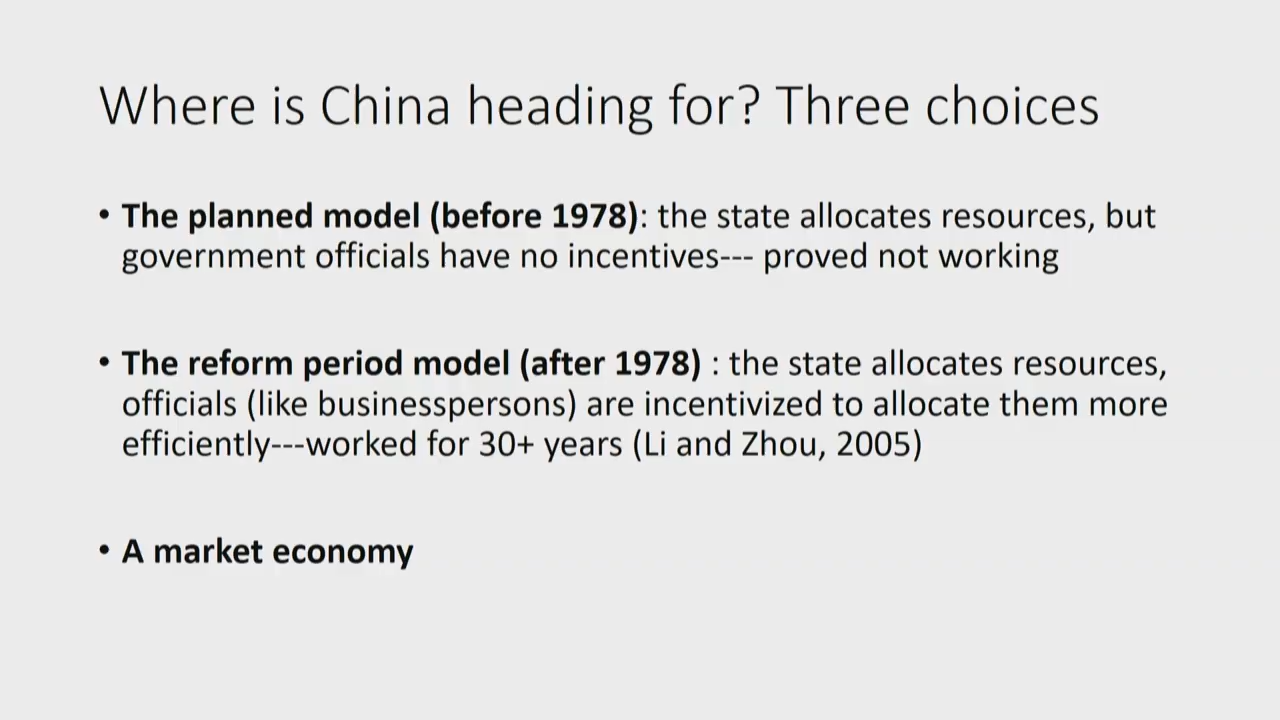 Where is China heading for? Three choices
• The planned model (before 1978): the state allocates resources, but
government officials have no incentives--- proved not working
• The reform period model (after 1978) : the state allocates resources,
officials (like businesspersons) are incentivized to allocate them more
efficiently---worked for 30+ years (Li and Zhou, 2005)
• A market economy